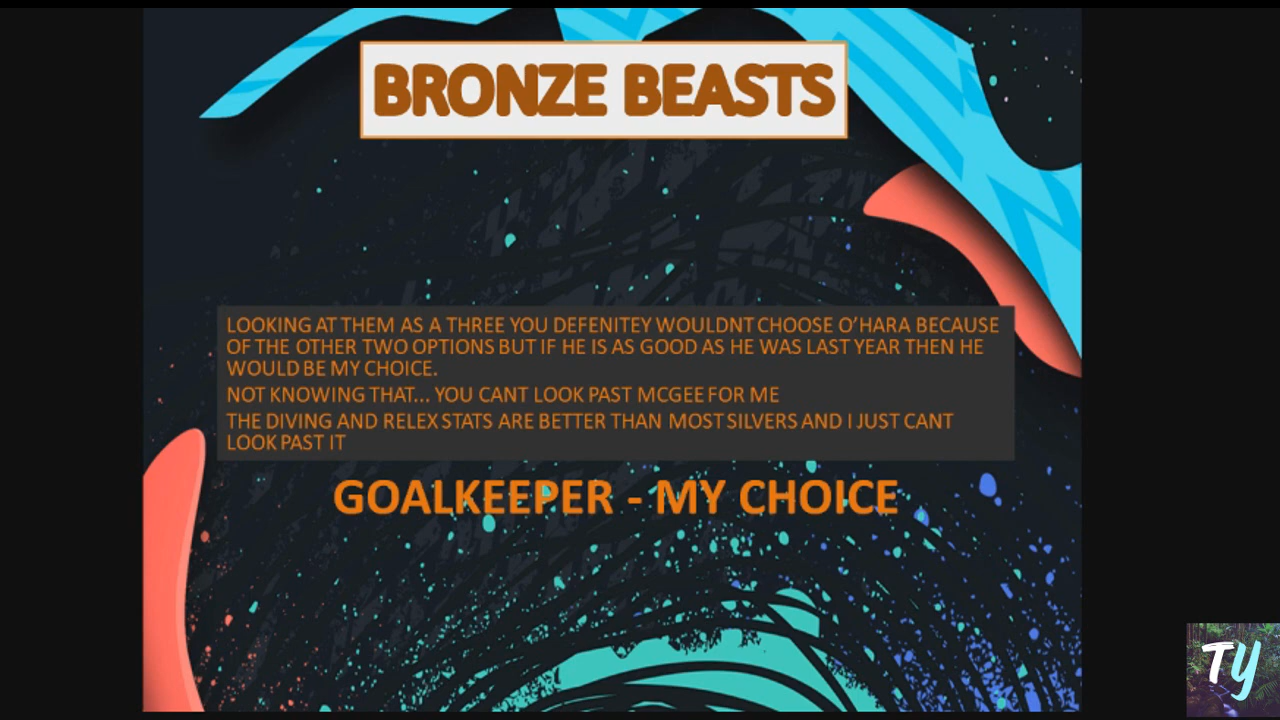 BRONZE BEASTS
LOOKING AT THEM AS A THREE YOU DEFENITEY WOULDNT CHOOSE O'HARA BECAUSE
OF THE OTHER TWO OPTIONS BUT IF HE IS AS GOOD AS HE WAS LAST YEAR THEN HE
WOULD BE MY CHOICE.
NOT KNOWING THAT... YOU CANT LOOK PAST MCGEE FOR ME
THE DIVING AND RELEX STATS ARE BETTER THAN MOST SILVERS AND I JUST CANT
LOOK PAST IT
GOALKEEPER - MY CHOICE
TY